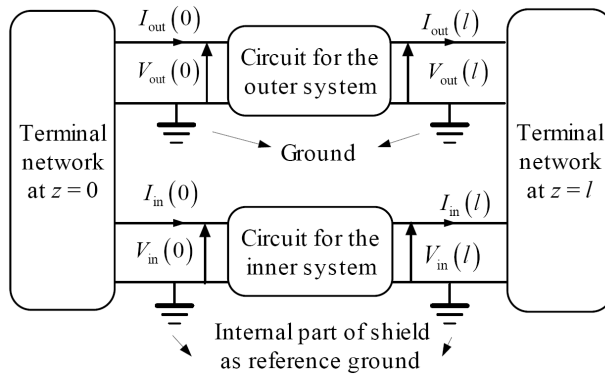 I_out(0)
I_out(l)
V_out(0)
Circuit for the
outer system
V_out(l)
Terminal
network
at z = 0
Ground
Terminal
network
at z = l
I_in(0)
I_in(l)
V_in(0)
Circuit for the
inner system
V_in(l)
Internal part of shield
as reference ground